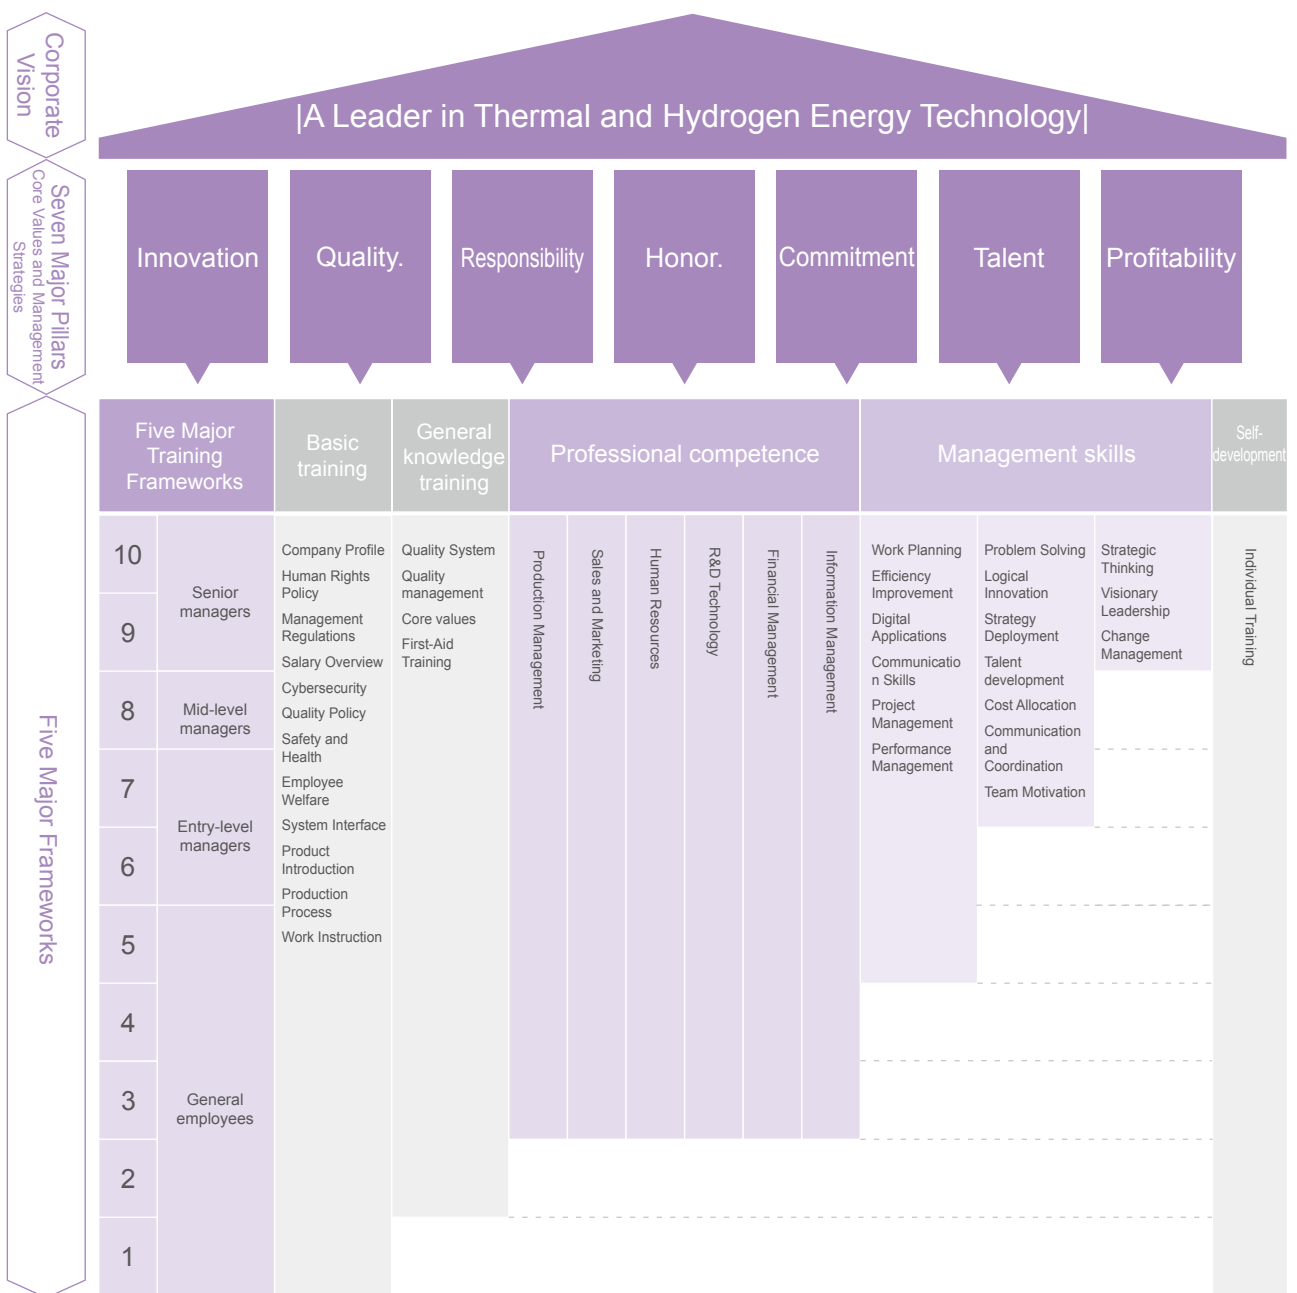 Corporate
Vision
|A Leader in Thermal and Hydrogen Energy Technology|
Seven Major Pillars
Core Values and Management
Strategies
Innovation
Quality.
Responsibility
Honor.
Commitment
Talent
Profitability
Five Major Frameworks
Five Major
Training
Frameworks
Basic
training
General
knowledge
training
Professional competence
Management skills
Self-
development
10
9
8
7
6
5
4
3
2
1
Senior
managers
Mid-level
managers
Entry-level
managers
General
employees
Company Profile
Human Rights
Policy
Management
Regulations
Salary Overview
Cybersecurity
Quality Policy
Safety and
Health
Employee
Welfare
System Interface
Product
Introduction
Production
Process
Work Instruction
Quality System
Quality
management
Core values
First-Aid
Training
Production Management
Sales and Marketing
Human Resources
R&D Technology
Financial Management
Information Management
Work Planning
Efficiency
Improvement
Digital
Applications
Communicatio
n Skills
Project
Management
Performance
Management
Problem Solving
Logical
Innovation
Strategy
Deployment
Talent
development
Cost Allocation
Communication
and
Coordination
Team Motivation
Strategic
Thinking
Visionary
Leadership
Change
Management
Individual Training